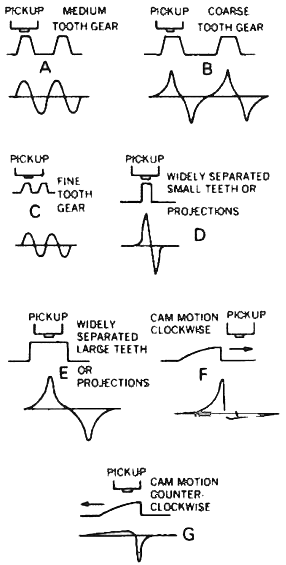 PICKUP MEDIUM TOOTH GEAR
A
PICKUP COARSE TOOTH GEAR
B
PICKUP FINE TOOTH GEAR
C
PICKUP WIDELY SEPARATED
SMALL TEETH OR
PROJECTIONS
D
PICKUP WIDELY
SEPARATED
LARGE TEETH
OR
PROJECTIONS
E
CAM MOTION
CLOCKWISE
PICKUP
F
PICKUP
CAM MOTION
COUNTER-
CLOCKWISE
G